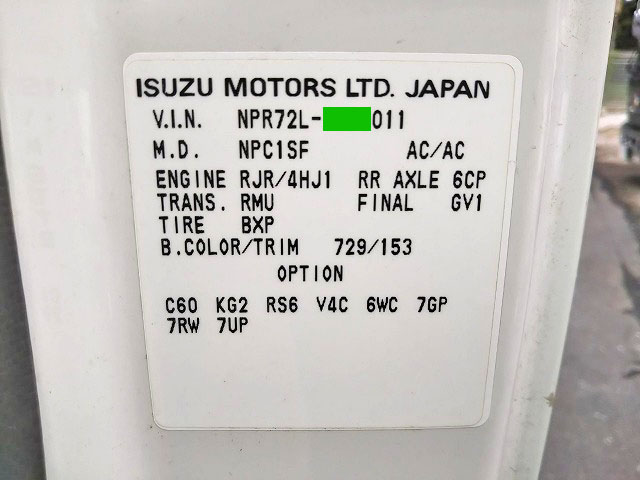 ISUZU MOTORS LTD. JAPAN
V.I.N. NPR72L-011
M.D. NPC1SF AC/AC
ENGINE RJR/4HJ1 RR AXLE 6CP
TRANS. RMU FINAL GV1
TIRE BXP
B.COLOR/TRIM 729/153
OPTION
C60 KG2 RS6 V4C 6WC 7GP
7RW 7UP